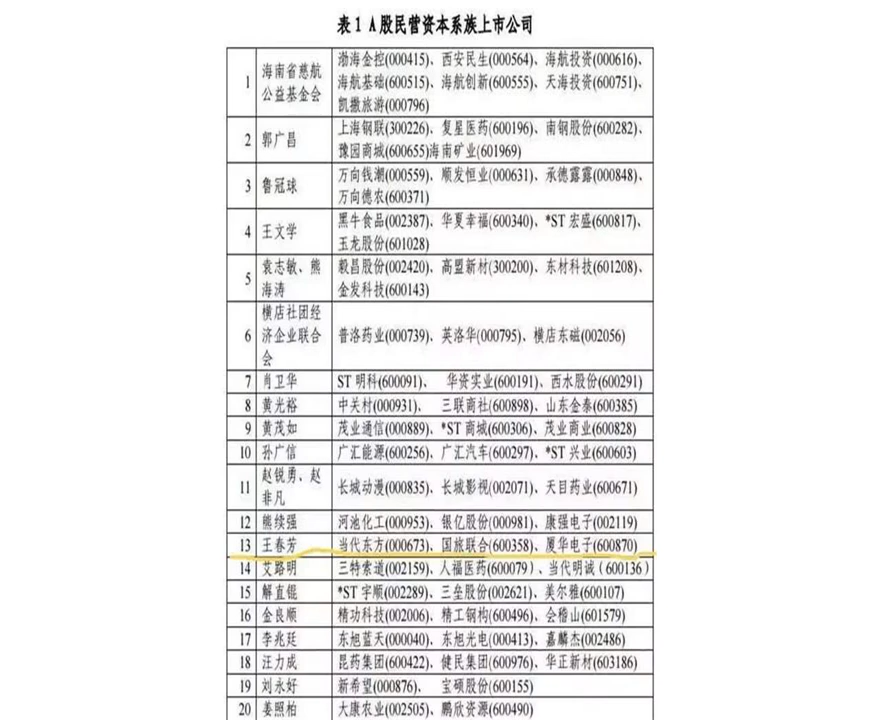 表1 A股民营资本系族上市公司
1 海南省慈航 渤海金控(000415)、西安民生(000564)、海航投资(000616)、
公益基金会 海航基础(600515)、海航创新(600555)、天海投资(600751)、
凯撒旅游(000796)
2 郭广昌 上海钢联(300226)、复星医药(600196)、南钢股份(600282)、
豫园商城(600655)海南矿业(601969)
3 鲁冠球 万向钱潮(000559)、顺发恒业(000631)、承德露露(000848)、
万向德农(600371)
4 王文学 黑牛食品(002387)、华夏幸福(600340)、*ST 宏盛(600817)、
玉龙股份(601028)
5 袁志敏、熊 毅昌股份(002420)、高盟新材(300200)、东材科技(601208)、
海涛 金发科技(600143)
横店社团经
6 济企业联合 普洛药业(000739)、英洛华(000795)、横店东磁(002056)
会
7 肖卫华 ST 明科(600091)、 华资实业(600191)、西水股份(600291)
8 黄光裕 中关村(000931)、 三联商社(600898)、山东金泰(600385)
9 黄茂如 茂业通信(000889)、*ST 商城(600306)、茂业商业(600828)
10 孙广信 广汇能源(600256)、广汇汽车(600297)、*ST 兴业(600603)
11 赵锐勇、赵 长城动漫(000835)、长城影视(002071)、天目药业(600671)
非凡
12 熊续强 河池化工(000953)、银亿股份(000981)、康强电子(002119)
13 王春芳 当代东方(000673)、国旅联合(600358)、厦华电子(600870)
14 艾路明 三特索道(002159)、人福医药(600079)、当代明诚(600136)
15 解直锟 *ST 宇顺(002289)、三垒股份(002621)、美尔雅(600107)
16 金良顺 精功科技(002006)、精工钢构(600496)、会稽山(601579)
17 李兆廷 东旭蓝天(000040)、东旭光电(000413)、嘉麟杰(002486)
18 汪力成 昆药集团(600422)、健民集团(600976)、华正新材(603186)
19 刘永好 新希望(000876)、 宝硕股份(600155)
20 姜照柏 大康农业(002505)、鹏欣资源(600490)